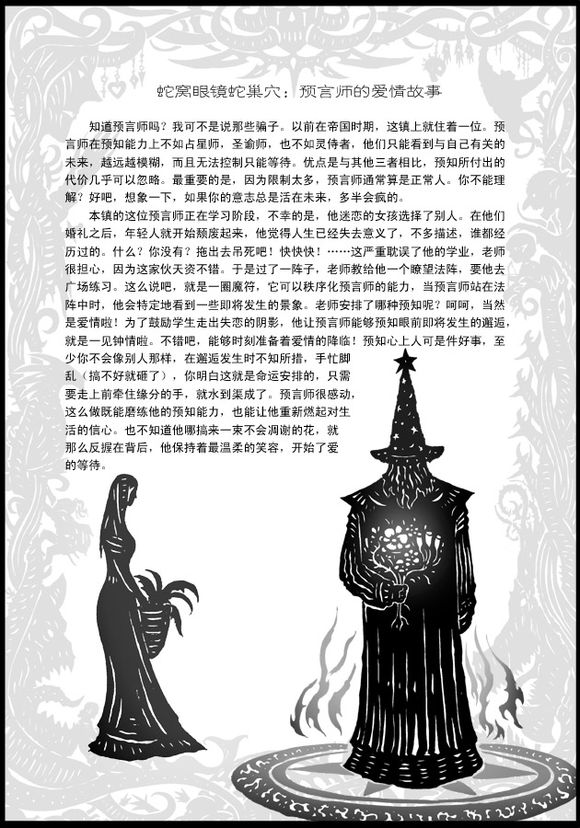 蛇窝眼镜蛇巢穴：预言师的爱情故事
知道预言师吗？我可不是说那些骗子。以前在帝国时期，这镇上就住着一位。预
言师在预知能力上不如占星师，圣谕师，也不如灵侍者，他们只能看到与自己有关的
未来，越远越模糊，而且无法控制只能等待。优点是与其他三者相比，预知所付出的
代价几乎可以忽略。最重要的是，因为限制太多，预言师通常算是正常人。你不能理
解？好吧，想象一下，如果你的意志总是活在未来，多半会疯的。
本镇的这位预言师正在学习阶段，不幸的是，他迷恋的女孩选择了别人。在他们
婚礼之后，年轻人就开始颓废起来，他觉得人生已经失去意义了，不多描述，谁都经
历过的。什么？你没有？拖出去吊死吧！快快快！……这严重耽误了他的学业，老师
很担心，因为这家伙天资不错。于是过了一阵子，老师教给他一个瞭望法阵，要他去
广场练习。这么说吧，就是一圈魔符，它可以秩序化预言师的能力，当预言师站在法
阵中时，他会特定地看到一些即将发生的景象。老师安排了哪种预知呢？呵呵，当然
是爱情啦！为了鼓励学生走出失恋的阴影，他让预言师能够预知眼前即将发生的邂逅，
就是一见钟情啦。不错吧，能够时刻准备着爱情的降临！预知心上人可是件好事，至
少你不会像别人那样，在邂逅发生时不知所措，手忙脚
乱（搞不好就砸了），你明白这就是命运安排的，只需
要走上前牵住缘分的手，就水到渠成了。预言师很感动，
这么做既能磨练他的预知能力，也能让他重新燃起对生
活的信心。也不知道他哪搞来一束不会凋谢的花，就
那么反握在背后，他保持着最温柔的笑容，开始了爱
的等待。